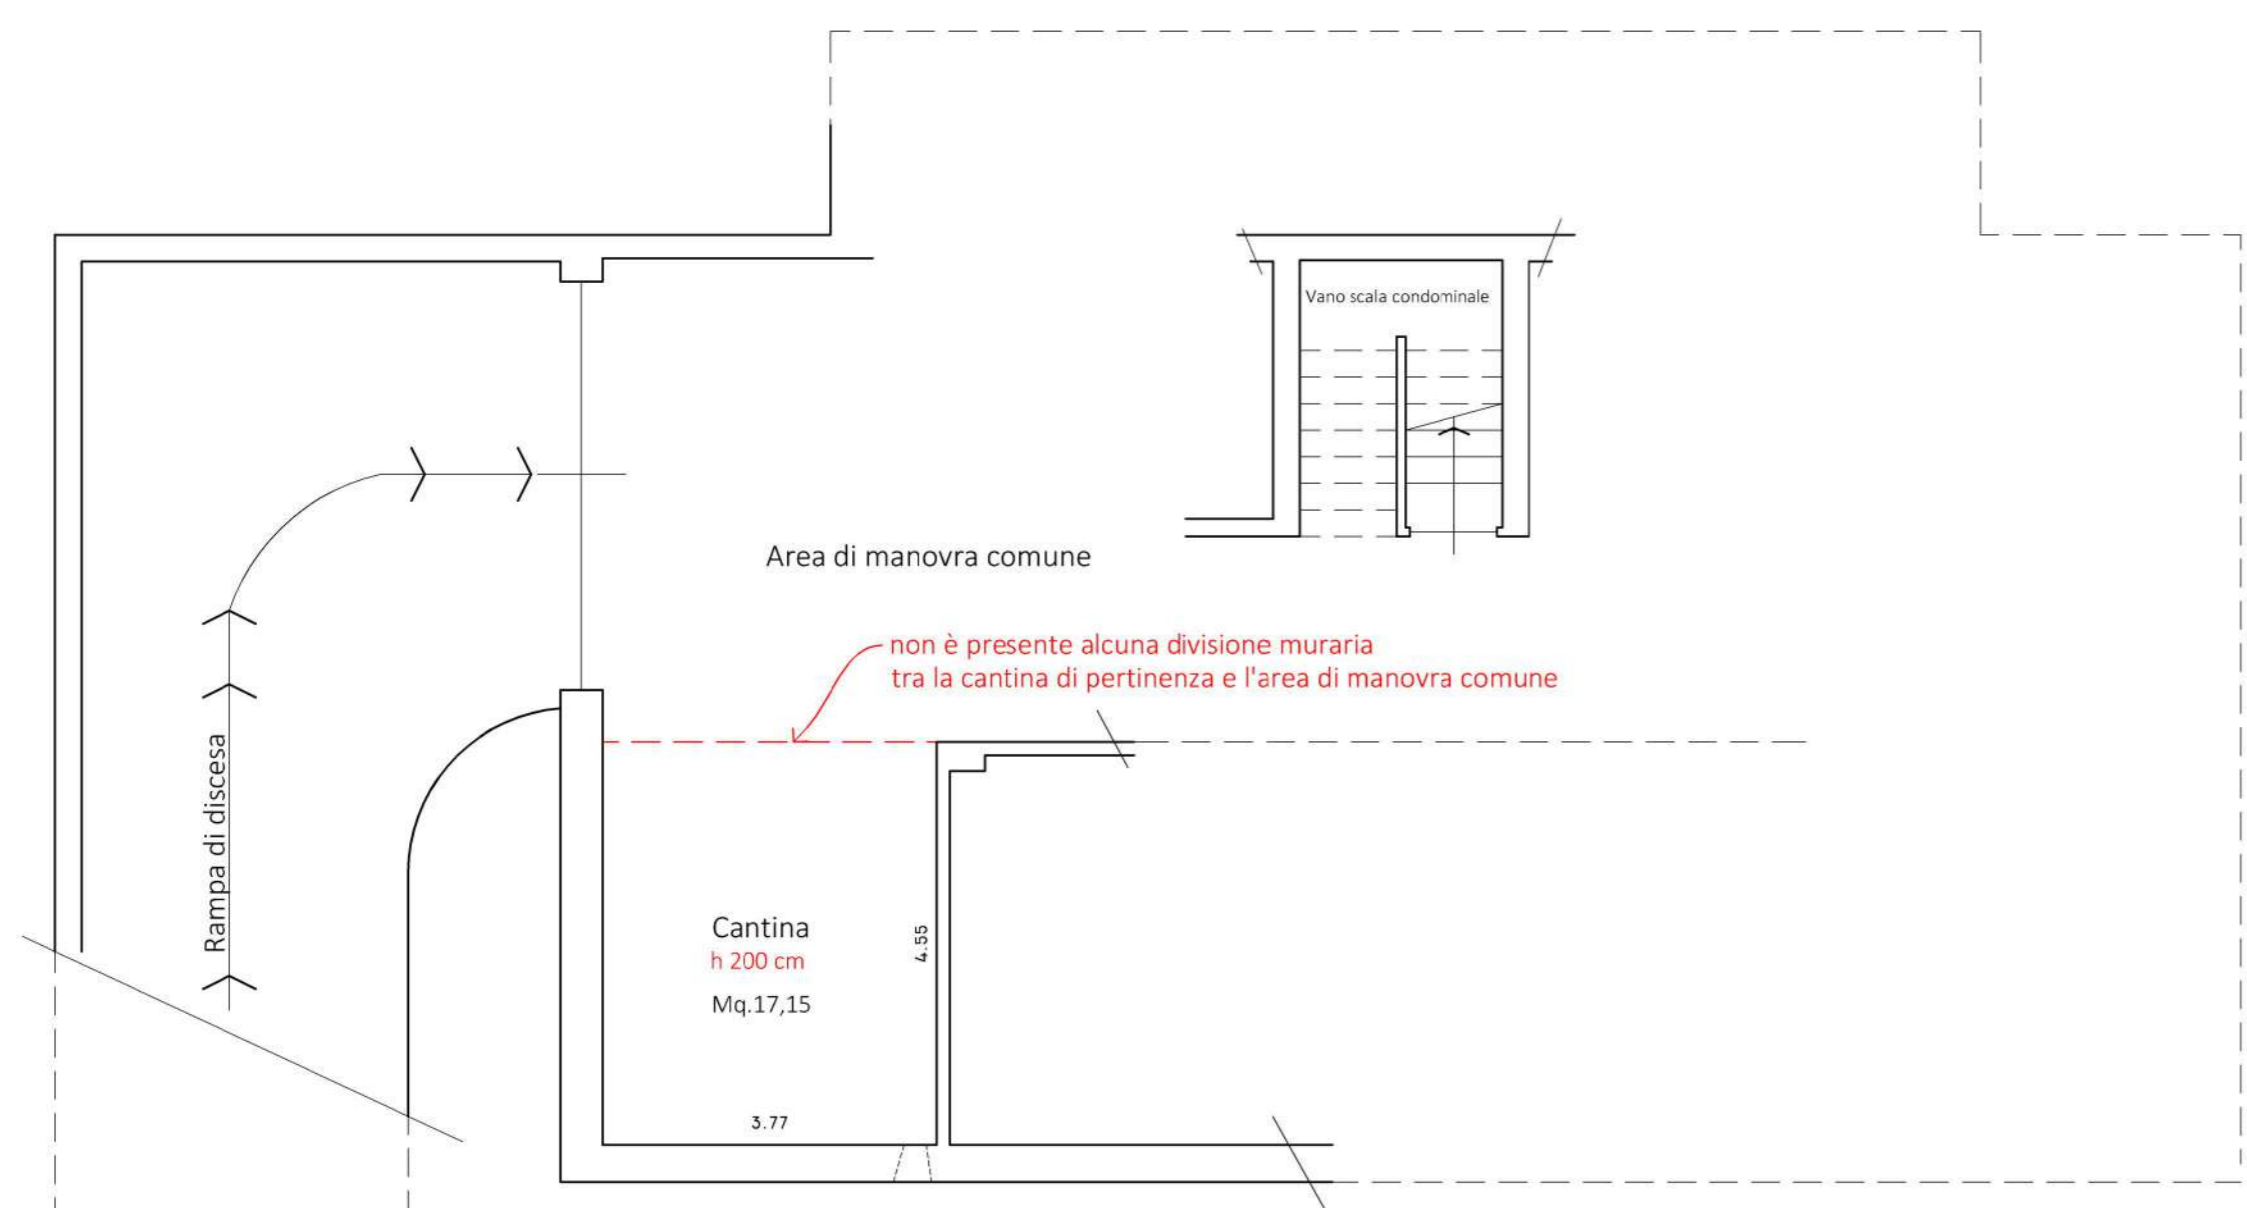 Vano scala condominale
Area di manovra comune
non è presente alcuna divisione muraria
tra la cantina di pertinenza e l'area di manovra comune
Rampa di discesa
Cantina
h 200 cm
Mq.17,15
4.55
3.77